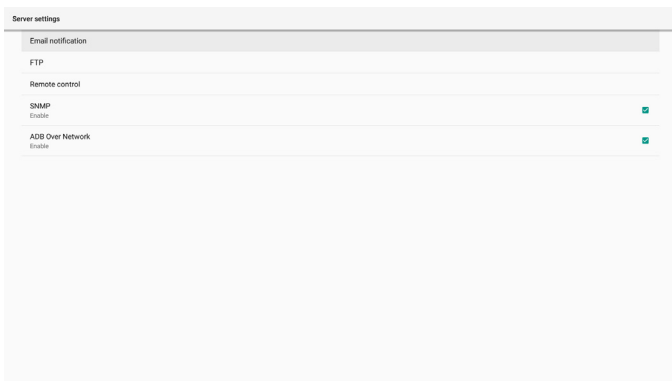 Server settings
Email notification
FTP
Remote control
SNMP
Enable
ADB Over Network
Enable